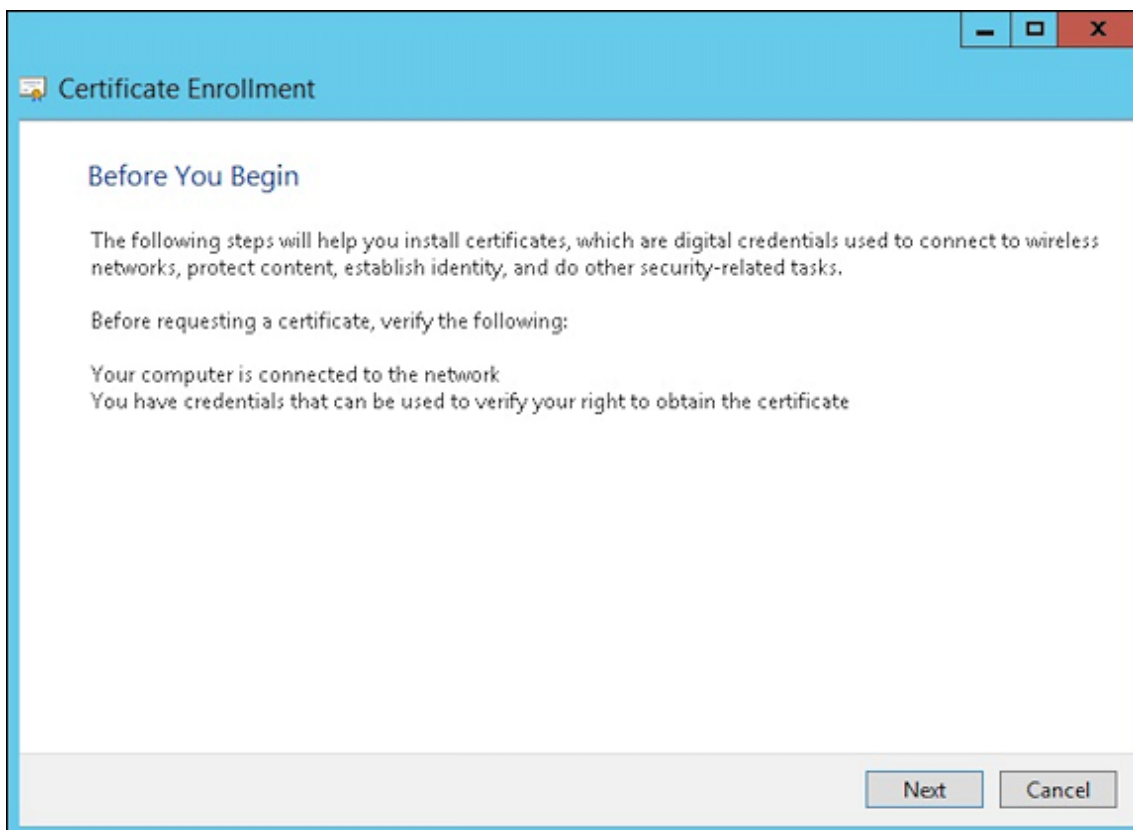 Certificate Enrollment
Before You Begin
The following steps will help you install certificates, which are digital credentials used to connect to wireless
networks, protect content, establish identity, and do other security-related tasks.
Before requesting a certificate, verify the following:
Your computer is connected to the network
You have credentials that can be used to verify your right to obtain the certificate
Next
Cancel